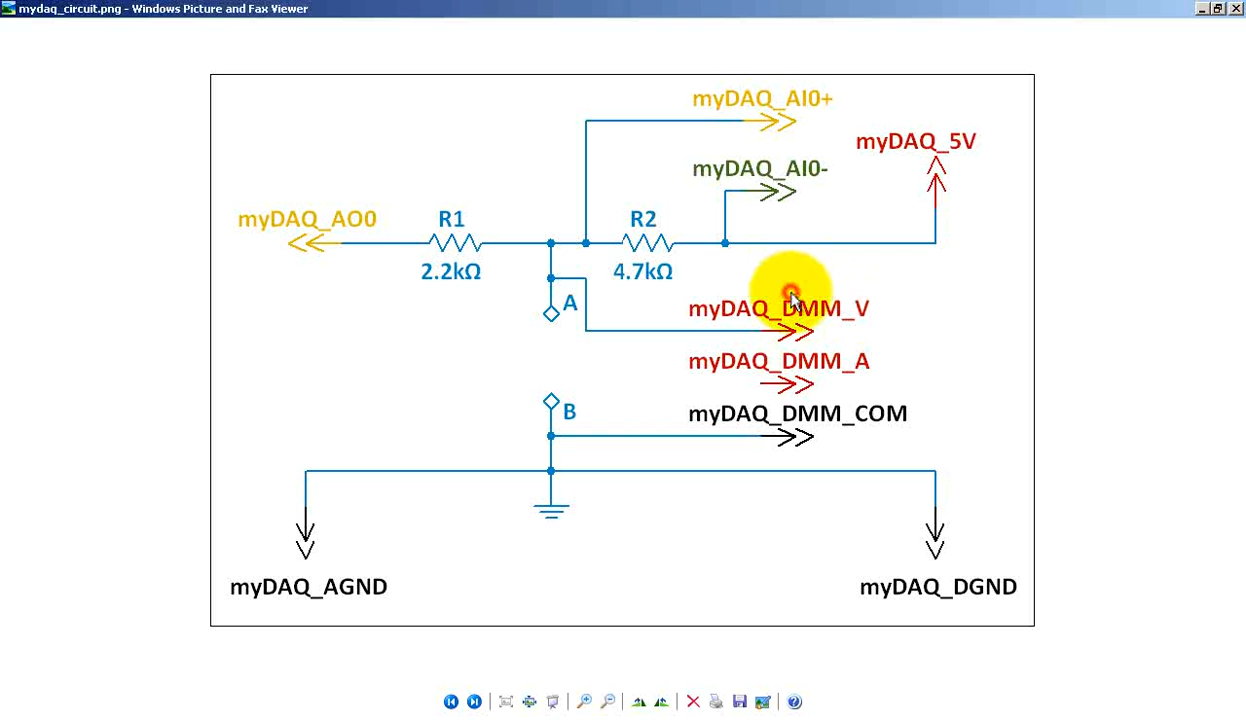 mydaq_circuit.png - Windows Picture and Fax Viewer
myDAQ_AI0+
myDAQ_5V
myDAQ_AI0-
myDAQ_AO0
R1
R2
2.2kΩ
4.7kΩ
A
myDAQ_DMM_V
myDAQ_DMM_A
B
myDAQ_DMM_COM
myDAQ_AGND
myDAQ_DGND